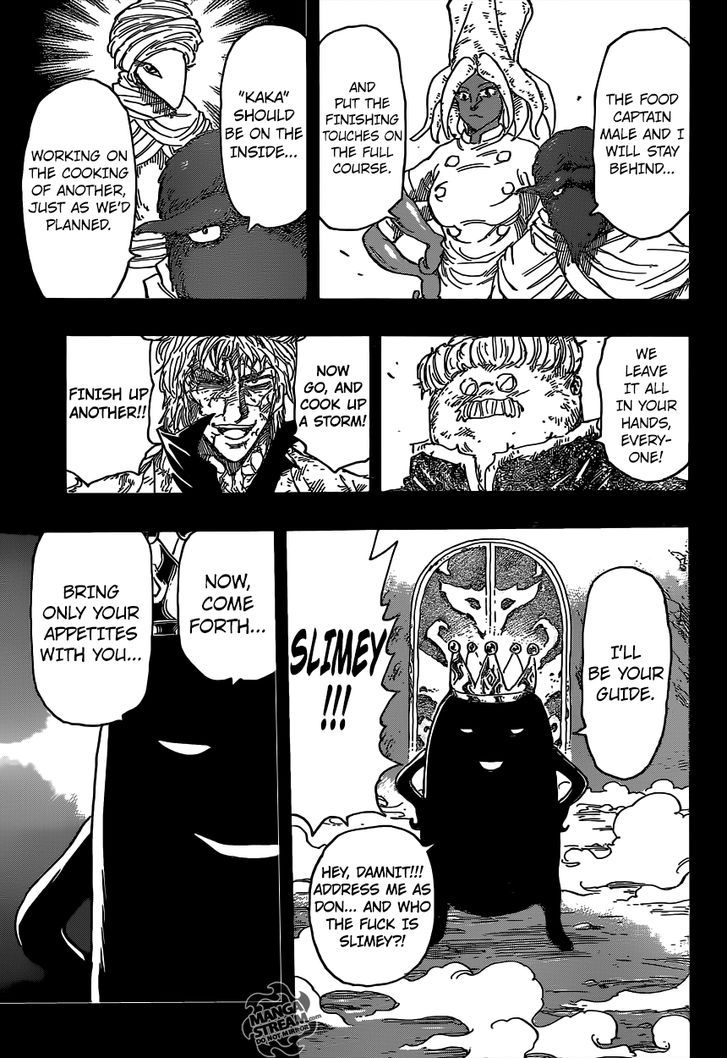 THE FOOD
CAPTAIN
MALE AND I
WILL STAY
BEHIND...
AND
PUT THE
FINISHING
TOUCHES ON
THE FULL
COURSE.
"KAKA"
SHOULD
BE ON THE
INSIDE...
WORKING ON
THE COOKING
OF ANOTHER,
JUST AS WE'D
PLANNED.
WE
LEAVE IT
ALL IN
YOUR
HANDS,
EVERY-
ONE!
NOW
GO, AND
COOK UP
A STORM!
FINISH UP
ANOTHER!!
I'LL
BE YOUR
GUIDE.
SLIMEY
!!!
HEY, DAMNIT!!!
ADDRESS ME AS
DON... AND WHO
THE FUCK IS
SLIMEY?!
NOW,
COME
FORTH...
BRING
ONLY YOUR
APPETITES
WITH YOU...
MANGA
STREAM.com
DO NOT MIRROR!